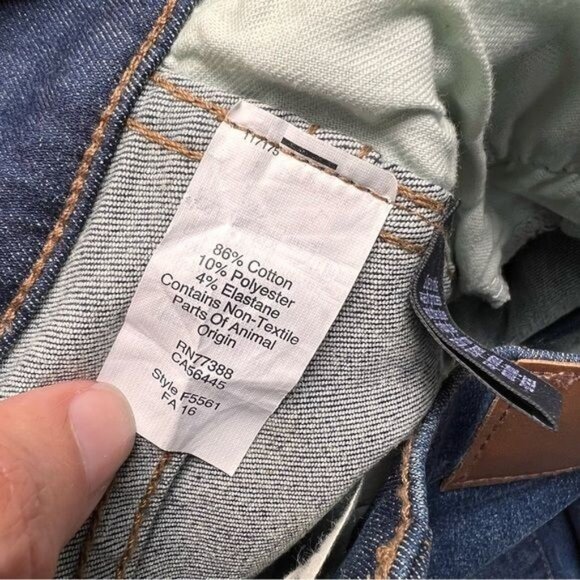 117175
86% Cotton
10% Polyester
4% Elastane
Contains Non-Textile
Parts Of Animal
Origin
RN77388
CA56445
Style F5561
FA 16